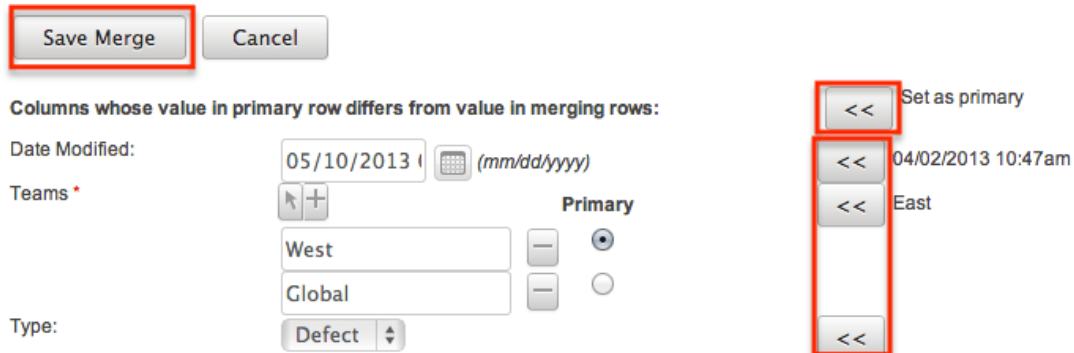 Save Merge Cancel
Columns whose value in primary row differs from value in merging rows: << Set as primary
Date Modified: 05/10/2013 (mm/dd/yyyy) << 04/02/2013 10:47am
Teams * Primary << East
West
Global
Type: Defect <<